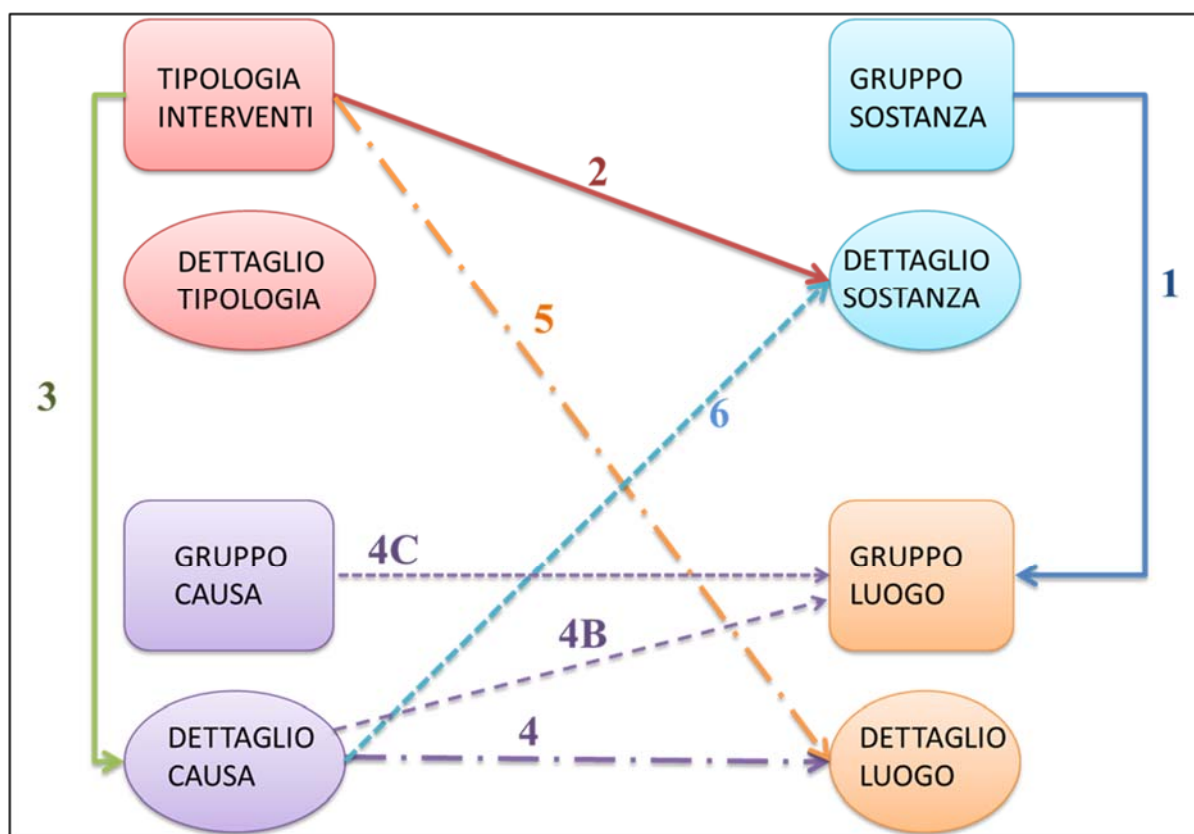 TIPOLOGIA
INTERVENTI
GRUPPO
SOSTANZA
2
DETTAGLIO
TIPOLOGIA
DETTAGLIO
SOSTANZA
1
5
3
6
GRUPPO
CAUSA
4C
GRUPPO
LUOGO
4B
DETTAGLIO
CAUSA
4
DETTAGLIO
LUOGO